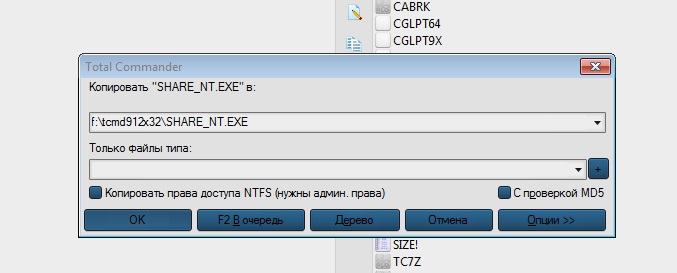 CABRK
CGLPT64
CGLPT9X
Total Commander
Копировать "SHARE_NT.EXE" в:
f:\tcmd912x32\SHARE_NT.EXE
Только файлы типа:
+
Копировать права доступа NTFS (нужны админ. права)
С проверкой MD5
OK
F2 В очередь
Дерево
Отмена
Опции >>
SIZE!
TC7Z